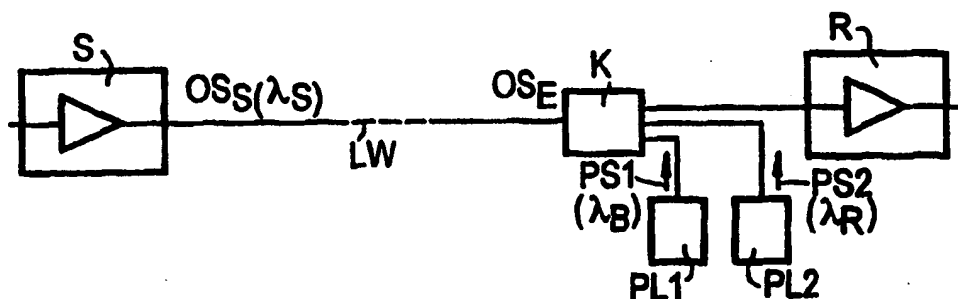 S
OSS(λS)
LW
OSE
K
R
PS1
(λB)
PS2
(λR)
PL1
PL2